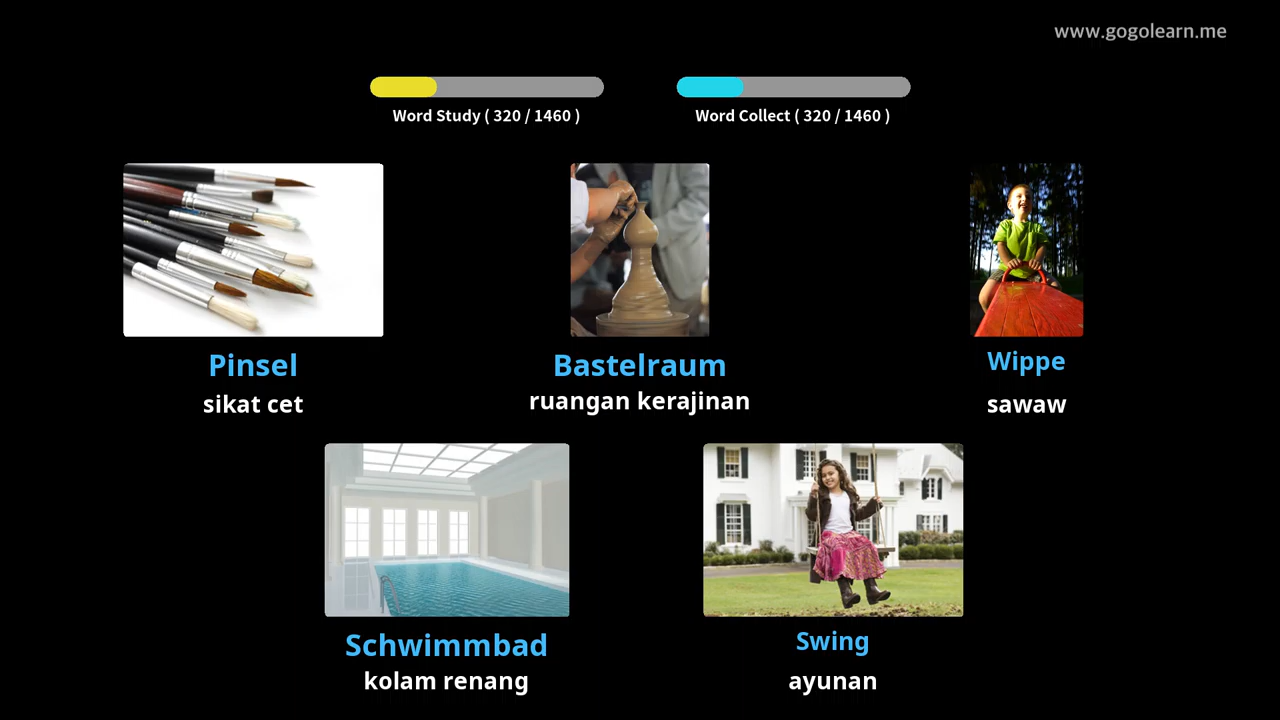 www.gogolearn.me
Word Study ( 320 / 1460 )
Word Collect ( 320 / 1460 )
Pinsel
sikat cet
Bastelraum
ruangan kerajinan
Wippe
sawaw
Schwimmbad
kolam renang
Swing
ayunan